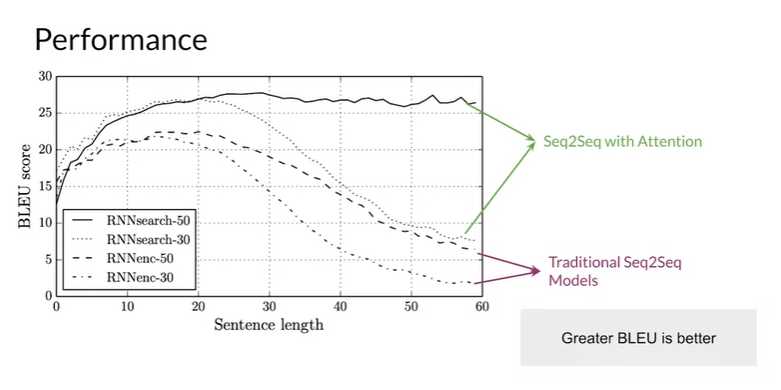 Performance
30
25
20
15
10
5
0
BLEU score
RNNsearch-50
RNNsearch-30
RNNenc-50
RNNenc-30
0 10 20 30 40 50 60
Sentence length
Seq2Seq with Attention
Traditional Seq2Seq
Models
Greater BLEU is better